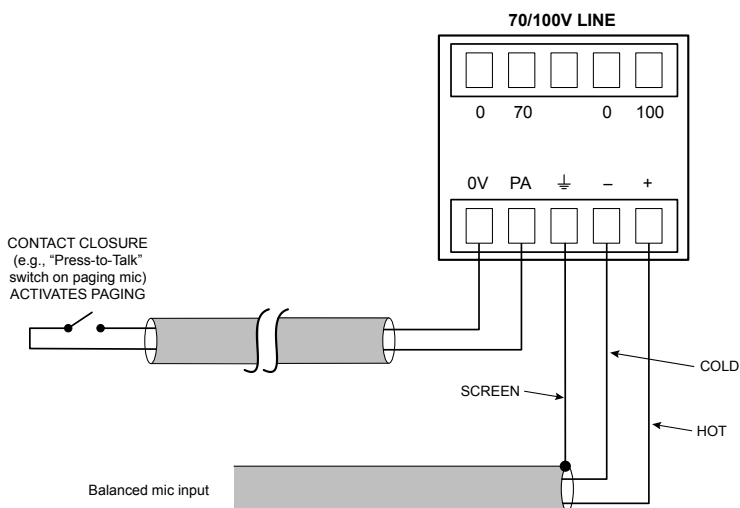 70/100V LINE
0 70 0 100
0V PA ⏚ – +
CONTACT CLOSURE
(e.g., “Press-to-Talk”
switch on paging mic)
ACTIVATES PAGING
COLD
SCREEN
HOT
Balanced mic input